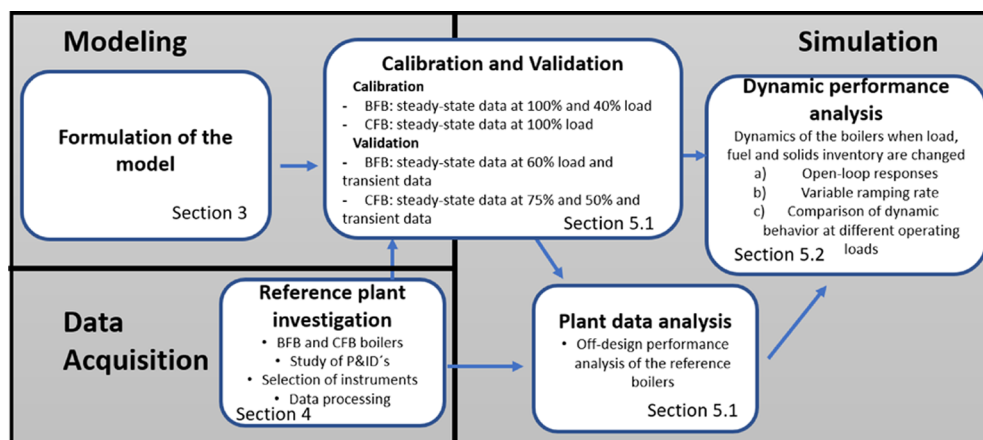 Modeling
Formulation of the
model
Section 3
Calibration and Validation
Calibration
- BFB: steady-state data at 100% and 40% load
- CFB: steady-state data at 100% load
Validation
- BFB: steady-state data at 60% load and
transient data
- CFB: steady-state data at 75% and 50% and
transient data
Section 5.1
Simulation
Dynamic performance
analysis
Dynamics of the boilers when load,
fuel and solids inventory are changed
a) Open-loop responses
b) Variable ramping rate
c) Comparison of dynamic
behavior at different operating
loads
Section 5.2
Data
Acquisition
Reference plant
investigation
• BFB and CFB boilers
• Study of P&ID´s
• Selection of instruments
• Data processing
Section 4
Plant data analysis
• Off-design performance
analysis of the reference
boilers
Section 5.1